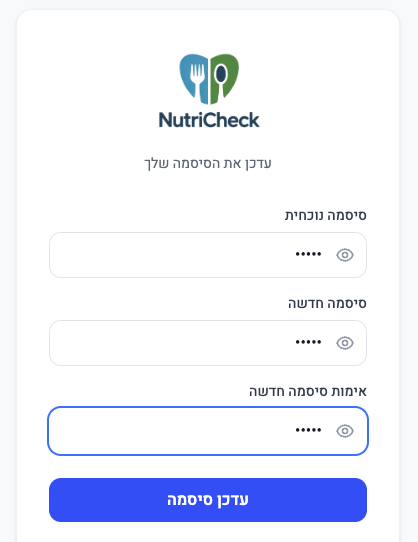 NutriCheck
עדכן את הסיסמה שלך
סיסמה נוכחית
•••••
סיסמה חדשה
•••••
אימות סיסמה חדשה
•••••
עדכן סיסמה